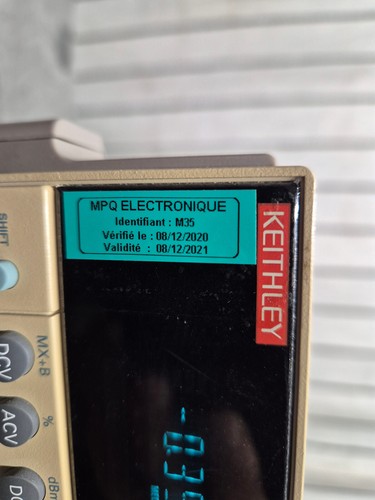 MPQ ELECTRONIQUE
Identifiant : M35
Vérifié le : 08/12/2020
Validité : 08/12/2021
KEITHLEY
SHIFT
MX+B
DCV
%
ACV
dBm